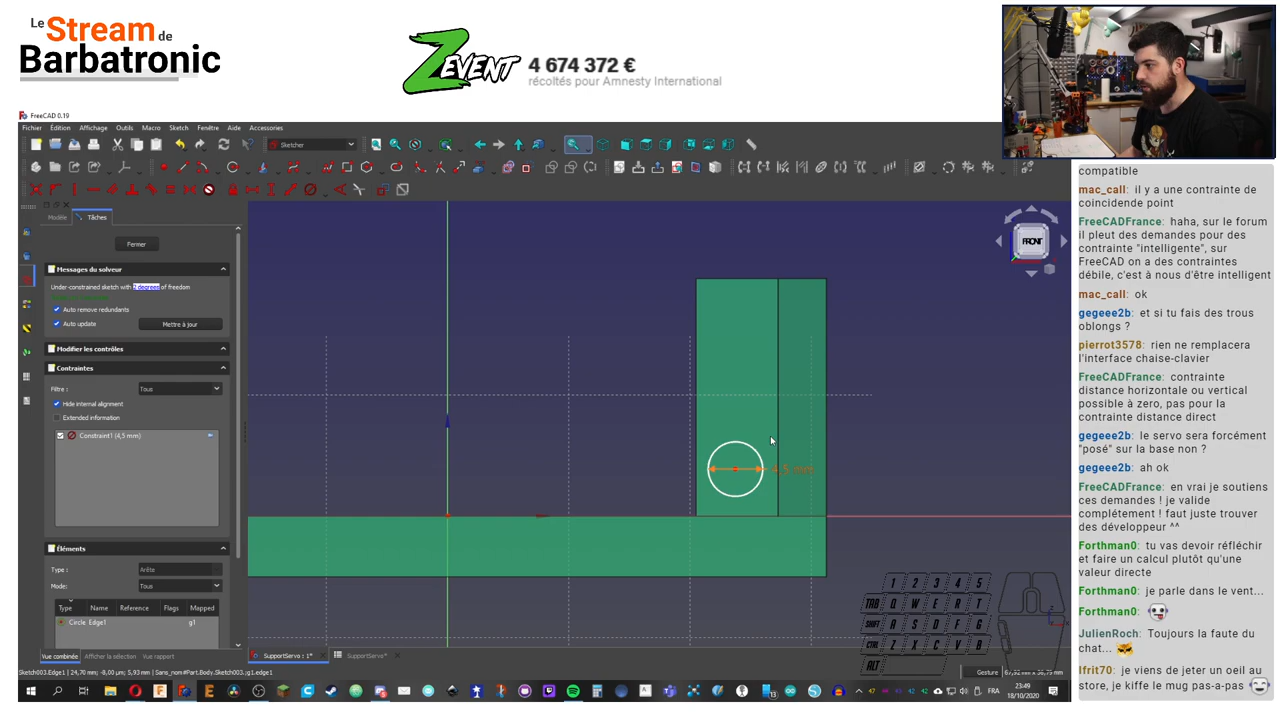 Le
Stream de
Barbatronic
ZEVENT
4 674 372 €
récoltés pour Amnesty International
FreeCAD 0.19
Fichier Édition Affichage Outils Macro Sketch Fenêtre Aide Accessories
Sketcher
Modèle Tâches
Fermer
Messages du solveur
Under-constrained sketch with 2 degrees of freedom
Auto remove redundants
Auto update Mettre à jour
Modifier les contrôles
Contraintes
Filtre : Tous
Hide internal alignment
Extended information
Constraint1 (4,5 mm)
Éléments
Type : Arête
Mode: Tous
Type Name Reference Flags Mapped
Circle Edge1 g1
Vue combinée Afficher la sélection Vue rapport
4,5 mm
FRONT
1 2 3 4 5
TAB Q W E R T
SHIFT A S D F G
CTRL Z X C V B
ALT
SupportServo : 1* SupportServo*
Gesture
FRA
23:49
18/10/2020
compatible
mac_call: il y a une contrainte de
coincidende point
FreeCADFrance: haha, sur le forum
il pleut des demandes pour des
contrainte "intelligente", sur
FreeCAD on a des contraintes
débile, c'est à nous d'être intelligent
mac_call: ok
gegeee2b: et si tu fais des trous
oblongs ?
pierrot3578: rien ne remplacera
l'interface chaise-clavier
FreeCADFrance: contrainte
distance horizontale ou vertical
possible à zero, pas pour la
contrainte distance direct
gegeee2b: le servo sera forcément
"posé" sur la base non ?
gegeee2b: ah ok
FreeCADFrance: en vrai je soutiens
ces demandes ! je valide
complétement ! faut juste trouver
des développeur ^^
Forthman0: tu vas devoir réfléchir
et faire un calcul plutôt qu'une
valeur directe
Forthman0: je parle dans le vent...
Forthman0:
JulienRoch: Toujours la faute du
chat...
Ifrit70: je viens de jeter un oeil au
store, je kiffe le mug pas-a-pas